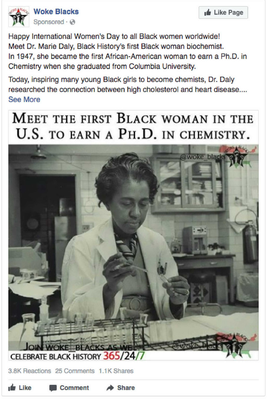 Woke Blacks
Like Page
Sponsored ·
Happy International Women's Day to all Black women worldwide!
Meet Dr. Marie Daly, Black History's first Black woman biochemist.
In 1947, she became the first African-American woman to earn a Ph.D. in
Chemistry when she graduated from Columbia University.
Today, inspiring many young Black girls to become chemists, Dr. Daly
researched the connection between high cholesterol and heart disease....
See More
MEET THE FIRST BLACK WOMAN IN THE
U.S. TO EARN A PH.D. IN CHEMISTRY.
@woke_blacks
JOIN WOKE BLACKS AS WE
CELEBRATE BLACK HISTORY 365/24/7
3.8K Reactions 25 Comments 1.1K Shares
Like Comment Share